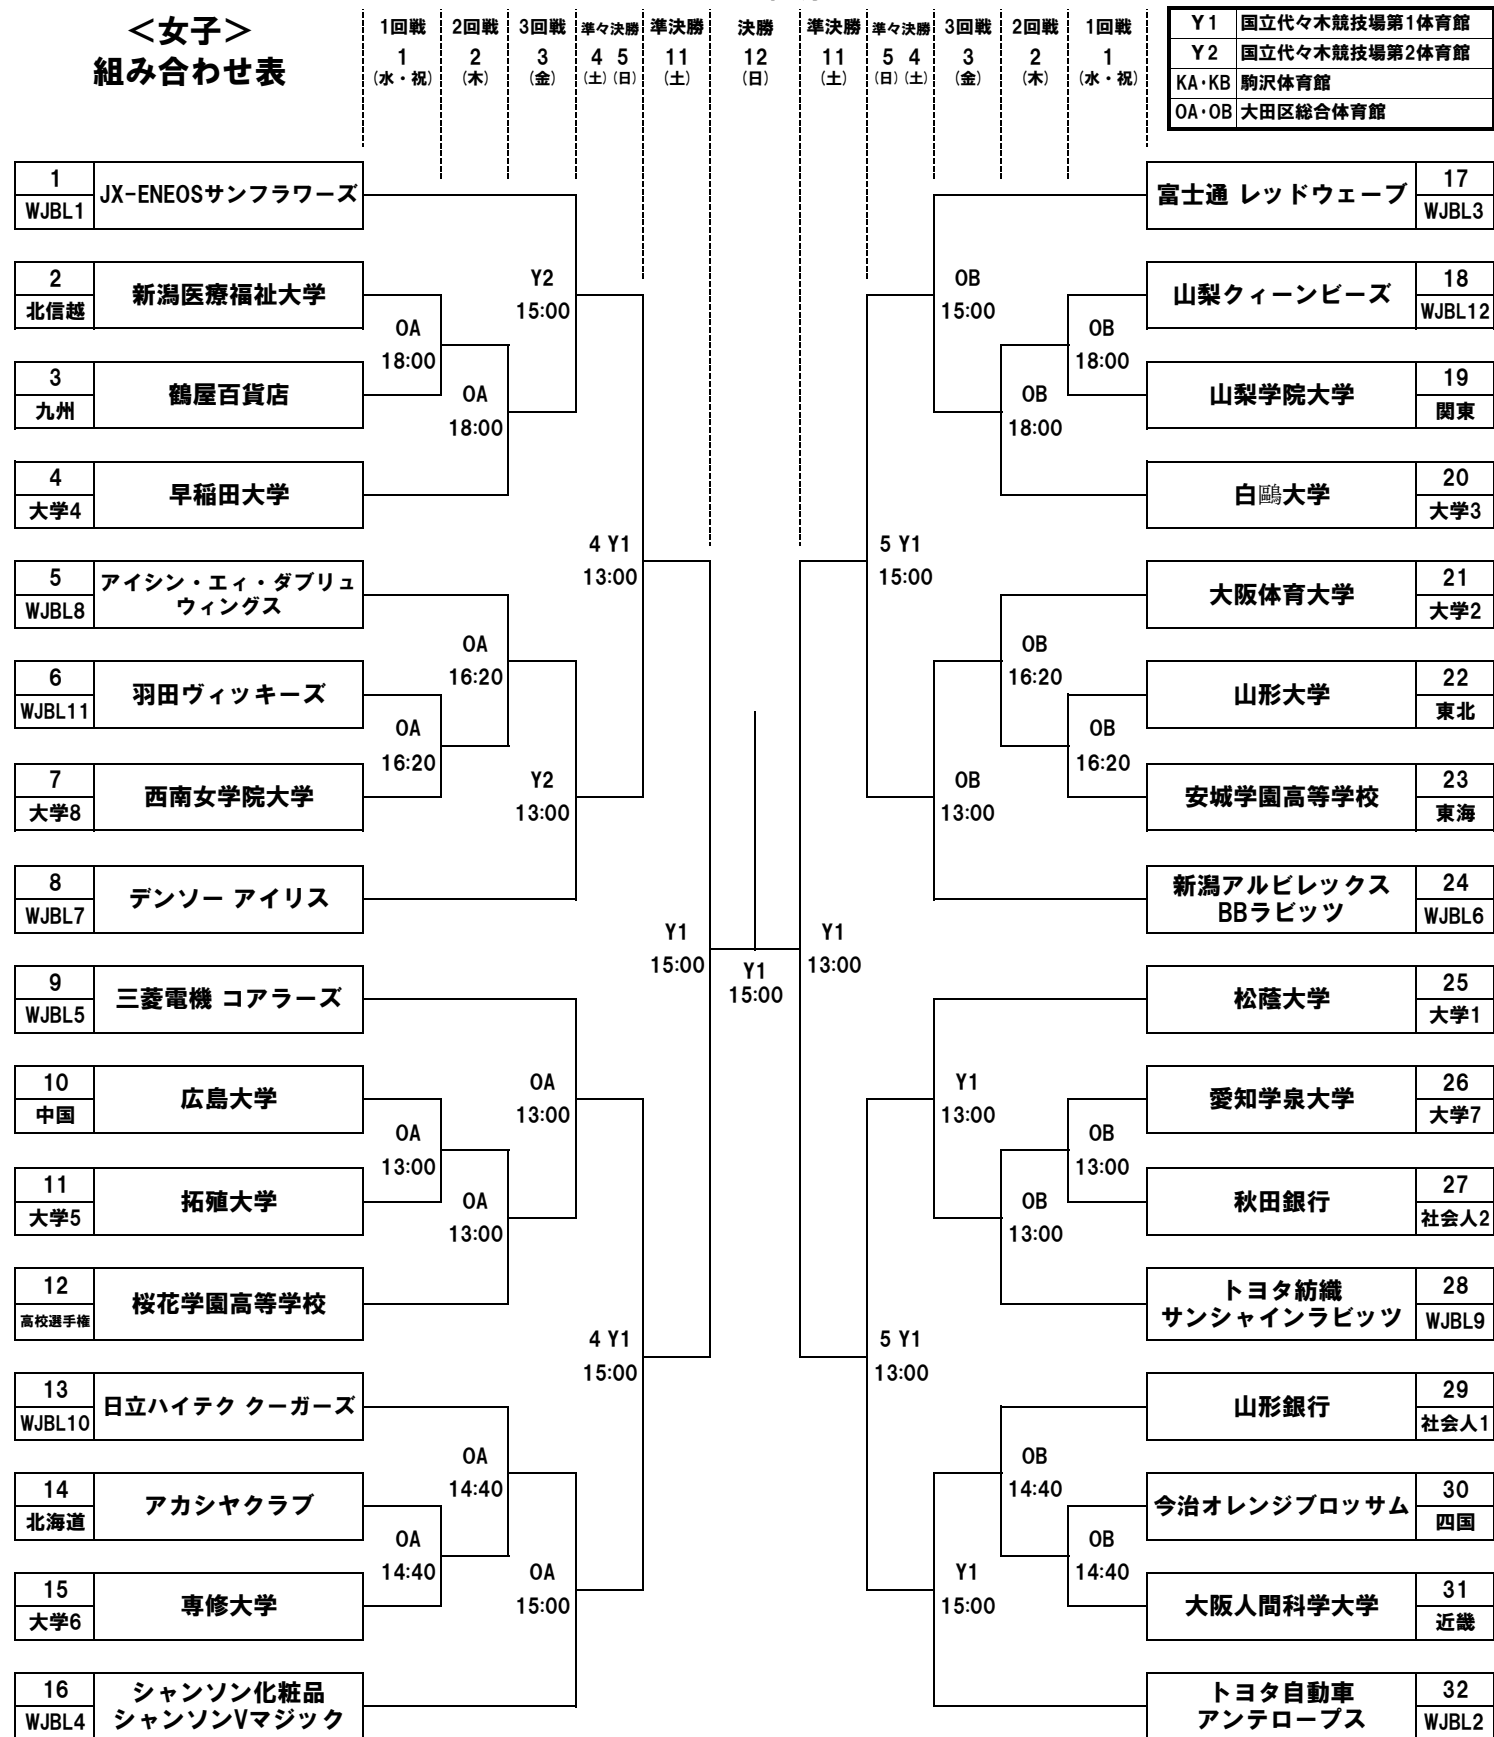 <女子>
組み合わせ表
1回戦 2回戦 3回戦 準々決勝 準決勝 決勝 準決勝 準々決勝 3回戦 2回戦 1回戦
1 2 3 4 5 11 12 11 5 4 3 2 1
(水・祝) (木) (金) (土) (日) (土) (日) (土) (日) (土) (金) (木) (水・祝)
Y1 国立代々木競技場第1体育館
Y2 国立代々木競技場第2体育館
KA・KB 駒沢体育館
OA・OB 大田区総合体育館
1
WJBL1
JX-ENEOSサンフラワーズ
2
北信越
新潟医療福祉大学
3
九州
鶴屋百貨店
4
大学4
早稲田大学
5
WJBL8
アイシン・エィ・ダブリュ
ウィングス
6
WJBL11
羽田ヴィッキーズ
7
大学8
西南女学院大学
8
WJBL7
デンソー アイリス
9
WJBL5
三菱電機 コアラーズ
10
中国
広島大学
11
大学5
拓殖大学
12
高校選手権
桜花学園高等学校
13
WJBL10
日立ハイテク クーガーズ
14
北海道
アカシヤクラブ
15
大学6
専修大学
16
WJBL4
シャンソン化粧品
シャンソンVマジック
OA
18:00
OA
16:20
OA
13:00
OA
14:40
OA
18:00
OA
16:20
OA
13:00
OA
14:40
Y2
15:00
Y2
13:00
OA
13:00
OA
15:00
4 Y1
13:00
4 Y1
15:00
Y1
15:00
Y1
15:00
Y1
13:00
5 Y1
15:00
5 Y1
13:00
OB
15:00
OB
13:00
Y1
13:00
Y1
15:00
OB
18:00
OB
16:20
OB
13:00
OB
14:40
OB
18:00
OB
16:20
OB
13:00
OB
14:40
富士通 レッドウェーブ
17
WJBL3
山梨クィーンビーズ
18
WJBL12
山梨学院大学
19
関東
白鷗大学
20
大学3
大阪体育大学
21
大学2
山形大学
22
東北
安城学園高等学校
23
東海
新潟アルビレックス
BBラビッツ
24
WJBL6
松蔭大学
25
大学1
愛知学泉大学
26
大学7
秋田銀行
27
社会人2
トヨタ紡織
サンシャインラビッツ
28
WJBL9
山形銀行
29
社会人1
今治オレンジブロッサム
30
四国
大阪人間科学大学
31
近畿
トヨタ自動車
アンテロープス
32
WJBL2